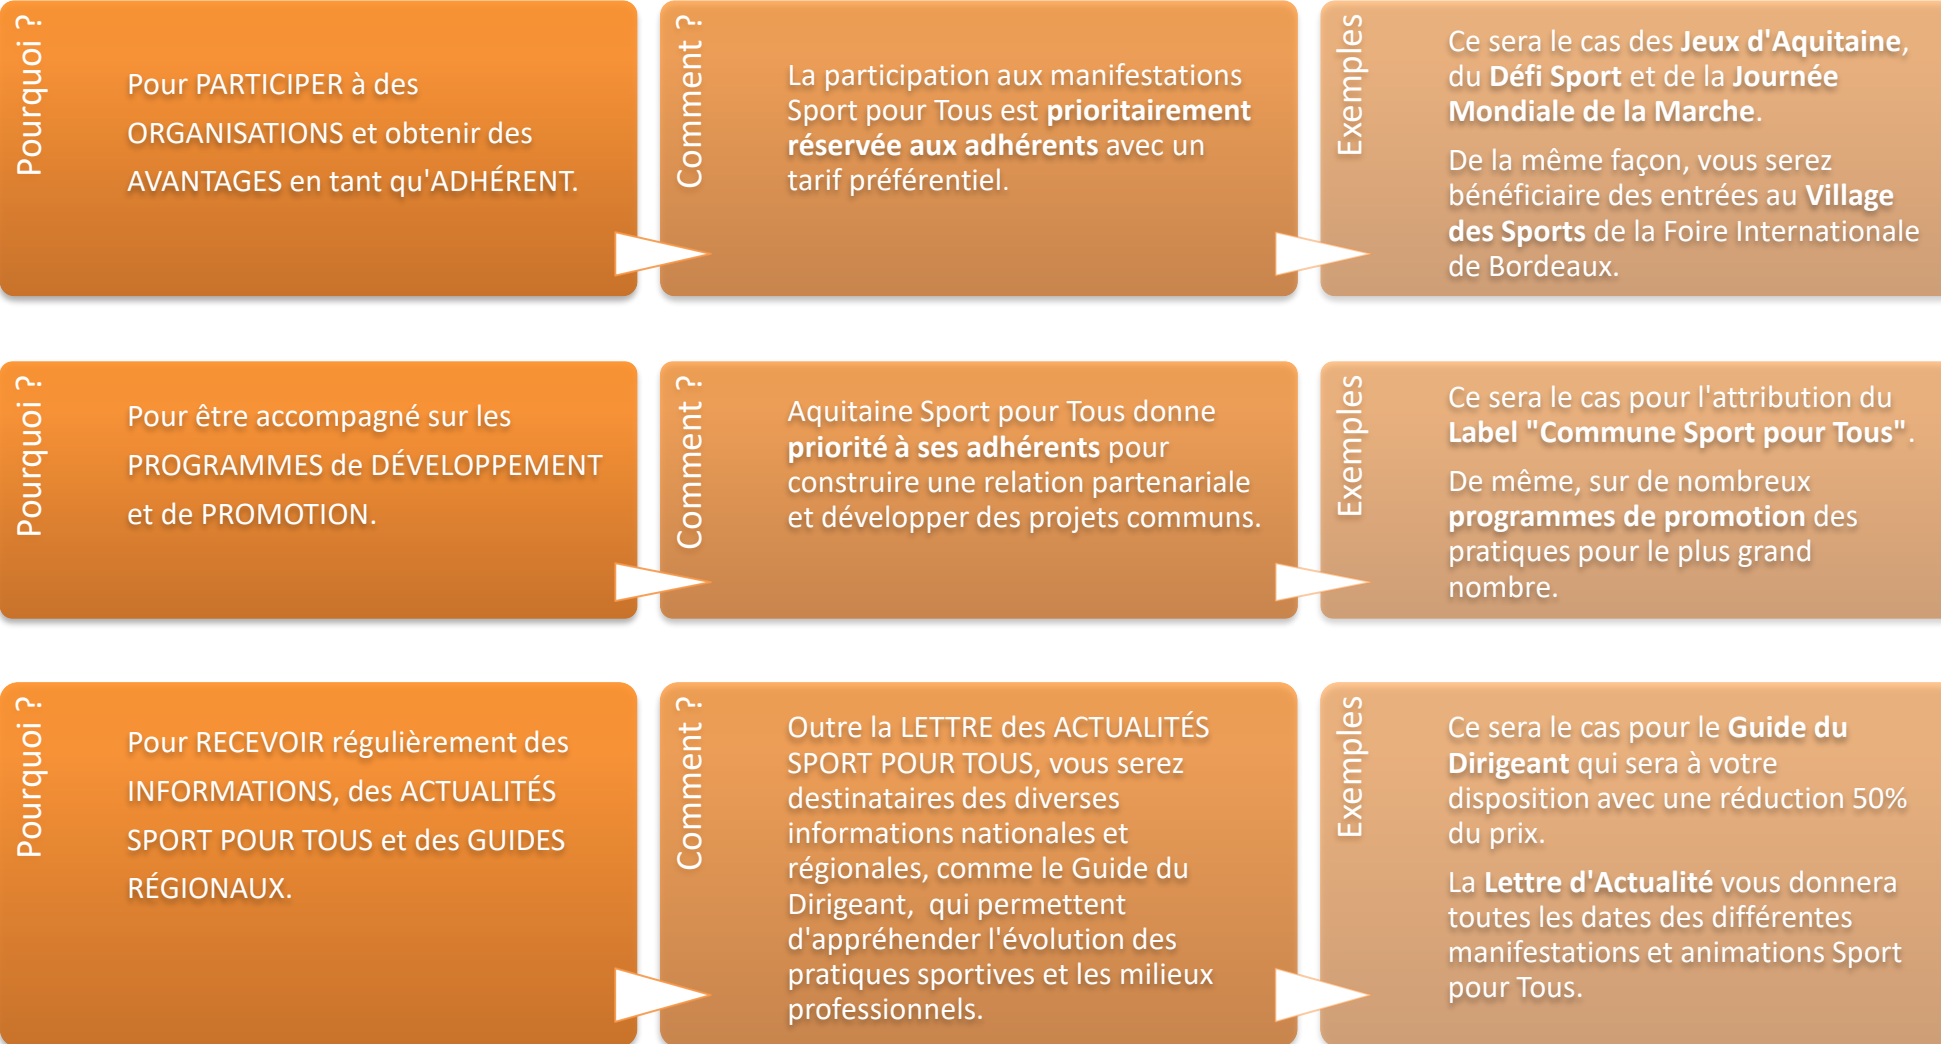 Pourquoi ?
Pour PARTICIPER à des
ORGANISATIONS et obtenir des
AVANTAGES en tant qu'ADHÉRENT.
Comment ?
La participation aux manifestations
Sport pour Tous est prioritairement
réservée aux adhérents avec un
tarif préférentiel.
Exemples
Ce sera le cas des Jeux d'Aquitaine,
du Défi Sport et de la Journée
Mondiale de la Marche.
De la même façon, vous serez
bénéficiaire des entrées au Village
des Sports de la Foire Internationale
de Bordeaux.
Pourquoi ?
Pour être accompagné sur les
PROGRAMMES de DÉVELOPPEMENT
et de PROMOTION.
Comment ?
Aquitaine Sport pour Tous donne
priorité à ses adhérents pour
construire une relation partenariale
et développer des projets communs.
Exemples
Ce sera le cas pour l'attribution du
Label "Commune Sport pour Tous".
De même, sur de nombreux
programmes de promotion des
pratiques pour le plus grand
nombre.
Pourquoi ?
Pour RECEVOIR régulièrement des
INFORMATIONS, des ACTUALITÉS
SPORT POUR TOUS et des GUIDES
RÉGIONAUX.
Comment ?
Outre la LETTRE des ACTUALITÉS
SPORT POUR TOUS, vous serez
destinataires des diverses
informations nationales et
régionales, comme le Guide du
Dirigeant, qui permettent
d'appréhender l'évolution des
pratiques sportives et les milieux
professionnels.
Exemples
Ce sera le cas pour le Guide du
Dirigeant qui sera à votre
disposition avec une réduction 50%
du prix.
La Lettre d'Actualité vous donnera
toutes les dates des différentes
manifestations et animations Sport
pour Tous.